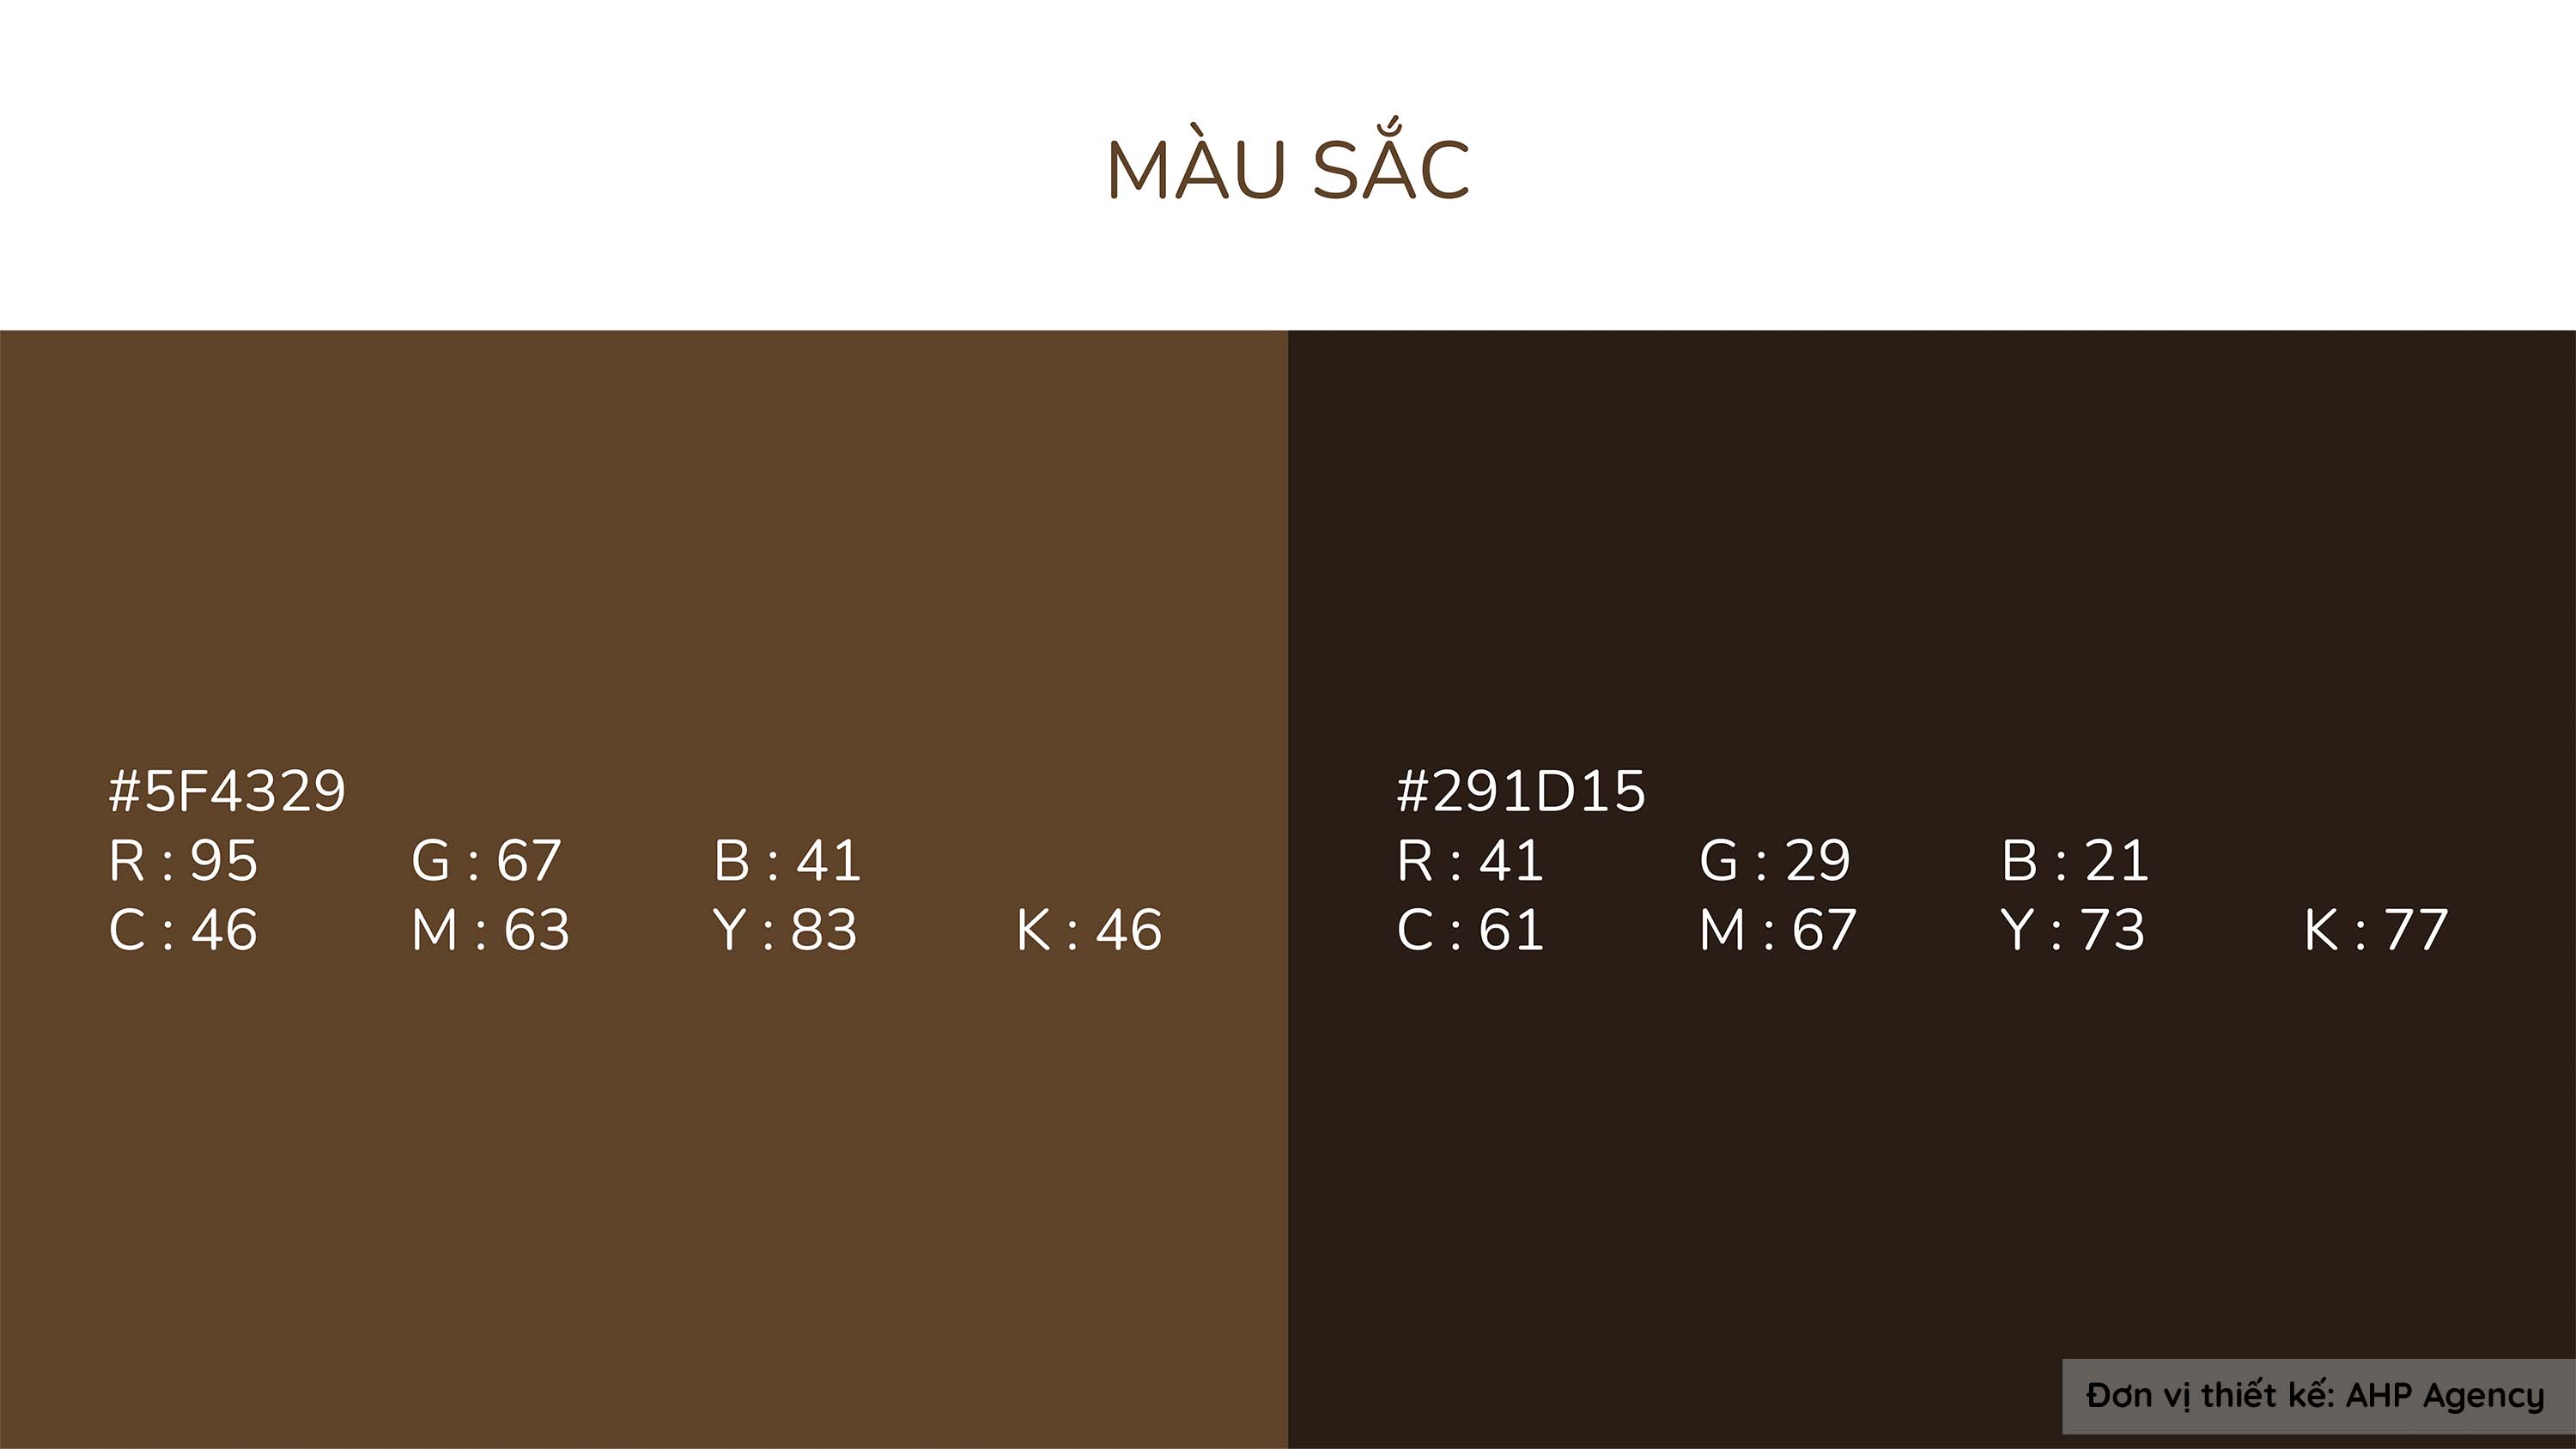 MÀU SẮC
#5F4329
R : 95 G : 67 B : 41
C : 46 M : 63 Y : 83 K : 46
#291D15
R : 41 G : 29 B : 21
C : 61 M : 67 Y : 73 K : 77
Đơn vị thiết kế: AHP Agency